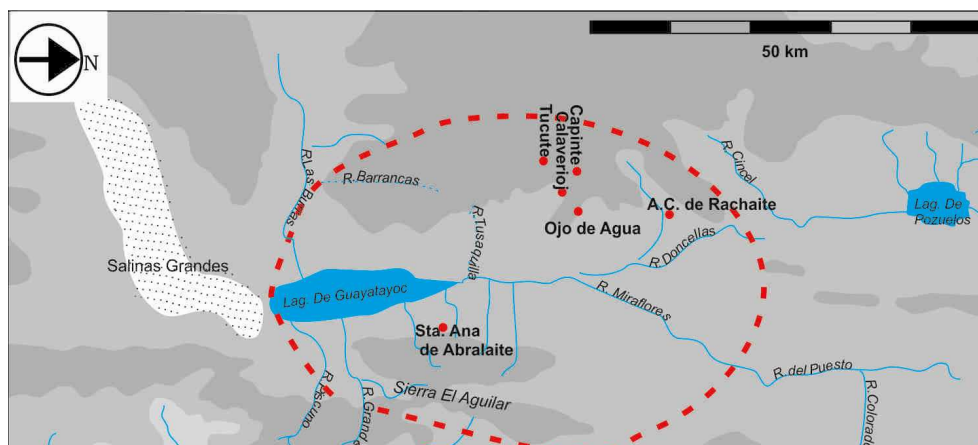 N
50 km
Capinte
Calaverioj
Tucute
R.Las Burras
R.Barrancas
R.Cincel
Lag. De
Pozuelos
A.C. de Rachaite
Ojo de Agua
R.Tusaquilla
R.Doncellas
Salinas Grandes
Lag. De Guayatayoc
R. Miraflores
Sta. Ana
de Abralaite
R. del Puesto
Sierra El Aguilar
R.Grande
R.Colorado